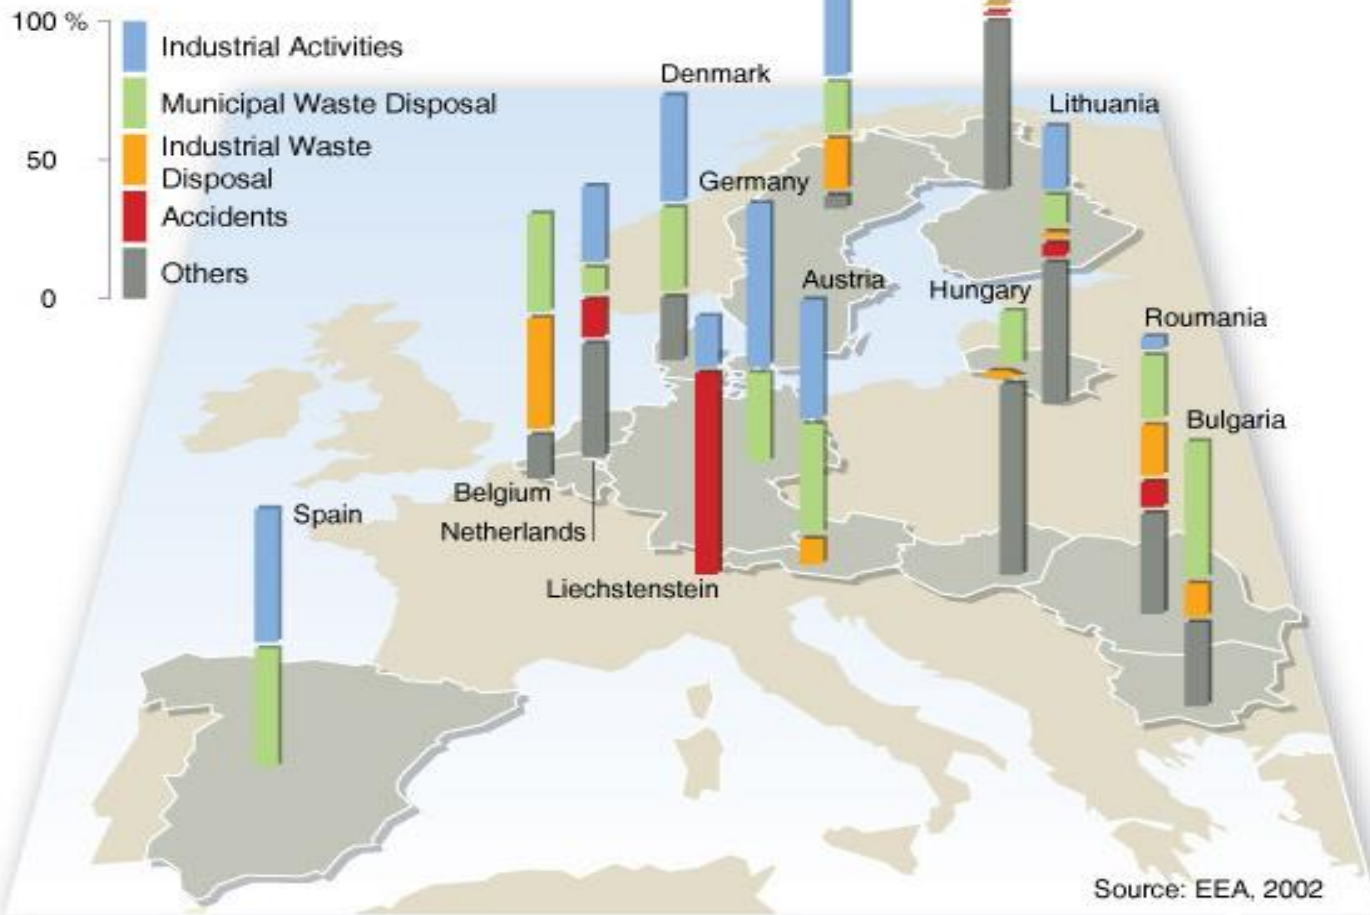 100 %
50
0
Industrial Activities
Municipal Waste Disposal
Industrial Waste
Disposal
Accidents
Others
Denmark
Lithuania
Germany
Austria
Hungary
Roumania
Bulgaria
Belgium
Netherlands
Spain
Liechstenstein
Source: EEA, 2002